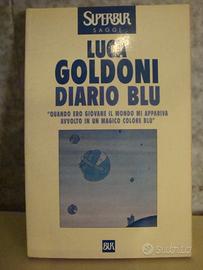 SUPERBUR
SAGGI
LUCA
GOLDONI
DIARIO BLU
"QUANDO ERO GIOVANE IL MONDO MI APPARIVA
AVVOLTO IN UN MAGICO COLORE BLU"
BUR
Subito